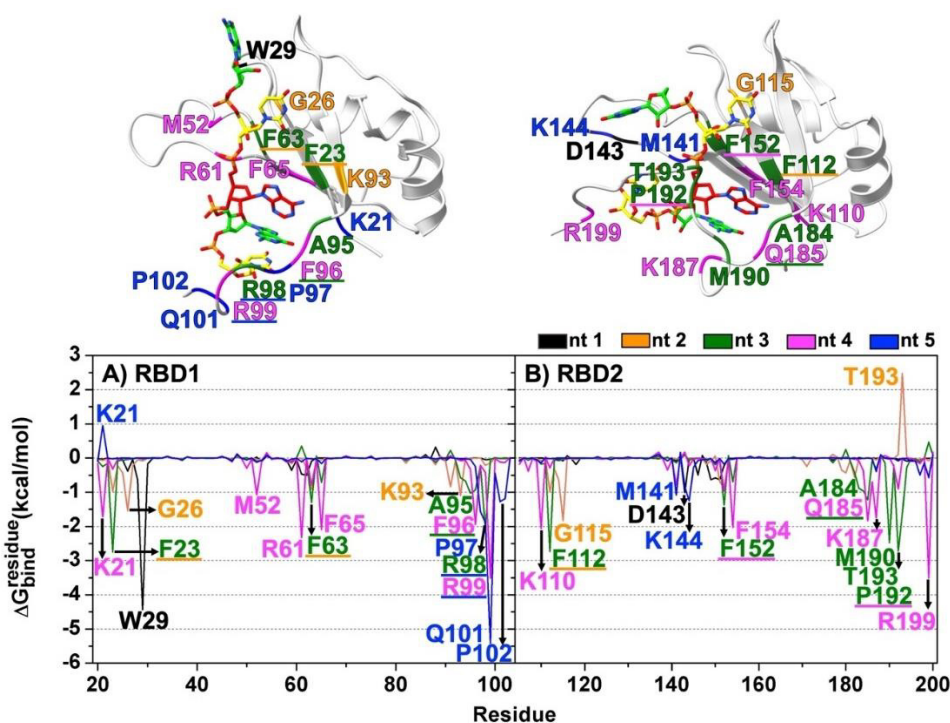 W29
G26
M52
F63
F23
R61
F65
K93
A95
K21
F96
P102
R98
P97
Q101
R99
G115
K144
M141
D143
F152
T193
F112
P192
F154
R199
K110
A184
K187
Q185
M190
nt 1 nt 2 nt 3 nt 4 nt 5
A) RBD1
K21
G26
F23
K21
W29
M52
R61
F65
F63
K93
A95
F96
P97
R98
R99
Q101
P102
B) RBD2
T193
G115
F112
K110
M141
D143
K144
F154
F152
A184
Q185
K187
M190
T193
P192
R199
3
2
1
0
-1
-2
-3
-4
-5
-6
ΔG residue bind (kcal/mol)
20 40 60 80 100 120 140 160 180 200
Residue